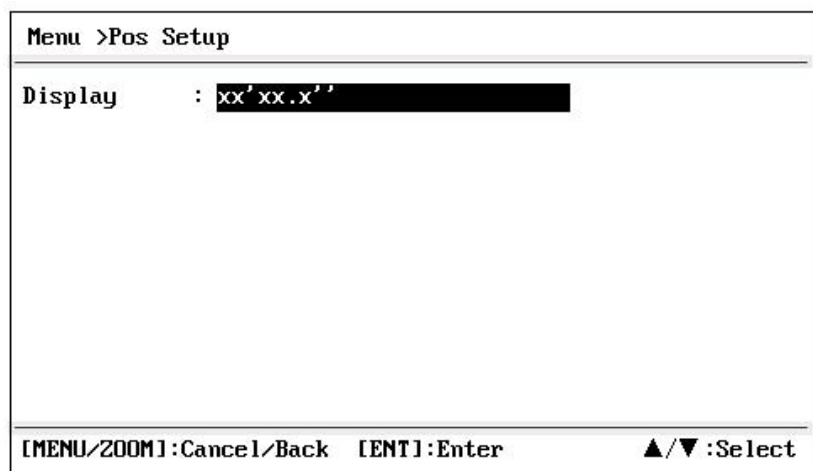 Menu >Pos Setup
Display : xx'xx.x''
[MENU/ZOOM]:Cancel/Back [ENT]:Enter ▲/▼:Select